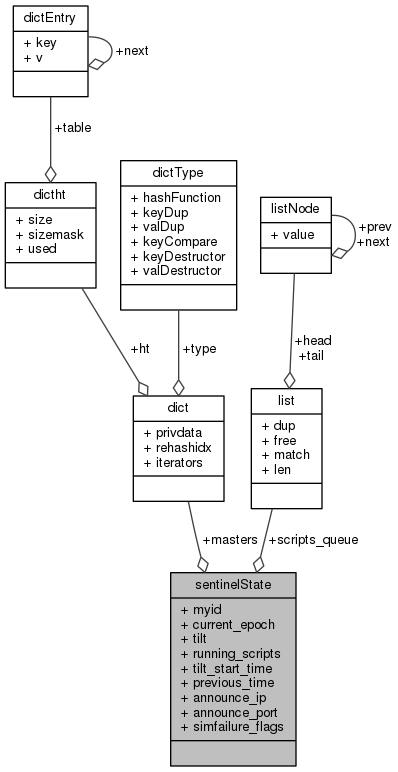 dictEntry
+ key
+ v
+next
+table
dictht
+ size
+ sizemask
+ used
dictType
+ hashFunction
+ keyDup
+ valDup
+ keyCompare
+ keyDestructor
+ valDestructor
listNode
+ value
+prev
+next
+ht
+type
+head
+tail
dict
+ privdata
+ rehashidx
+ iterators
list
+ dup
+ free
+ match
+ len
+masters
+scripts_queue
sentinelState
+ myid
+ current_epoch
+ tilt
+ running_scripts
+ tilt_start_time
+ previous_time
+ announce_ip
+ announce_port
+ simfailure_flags